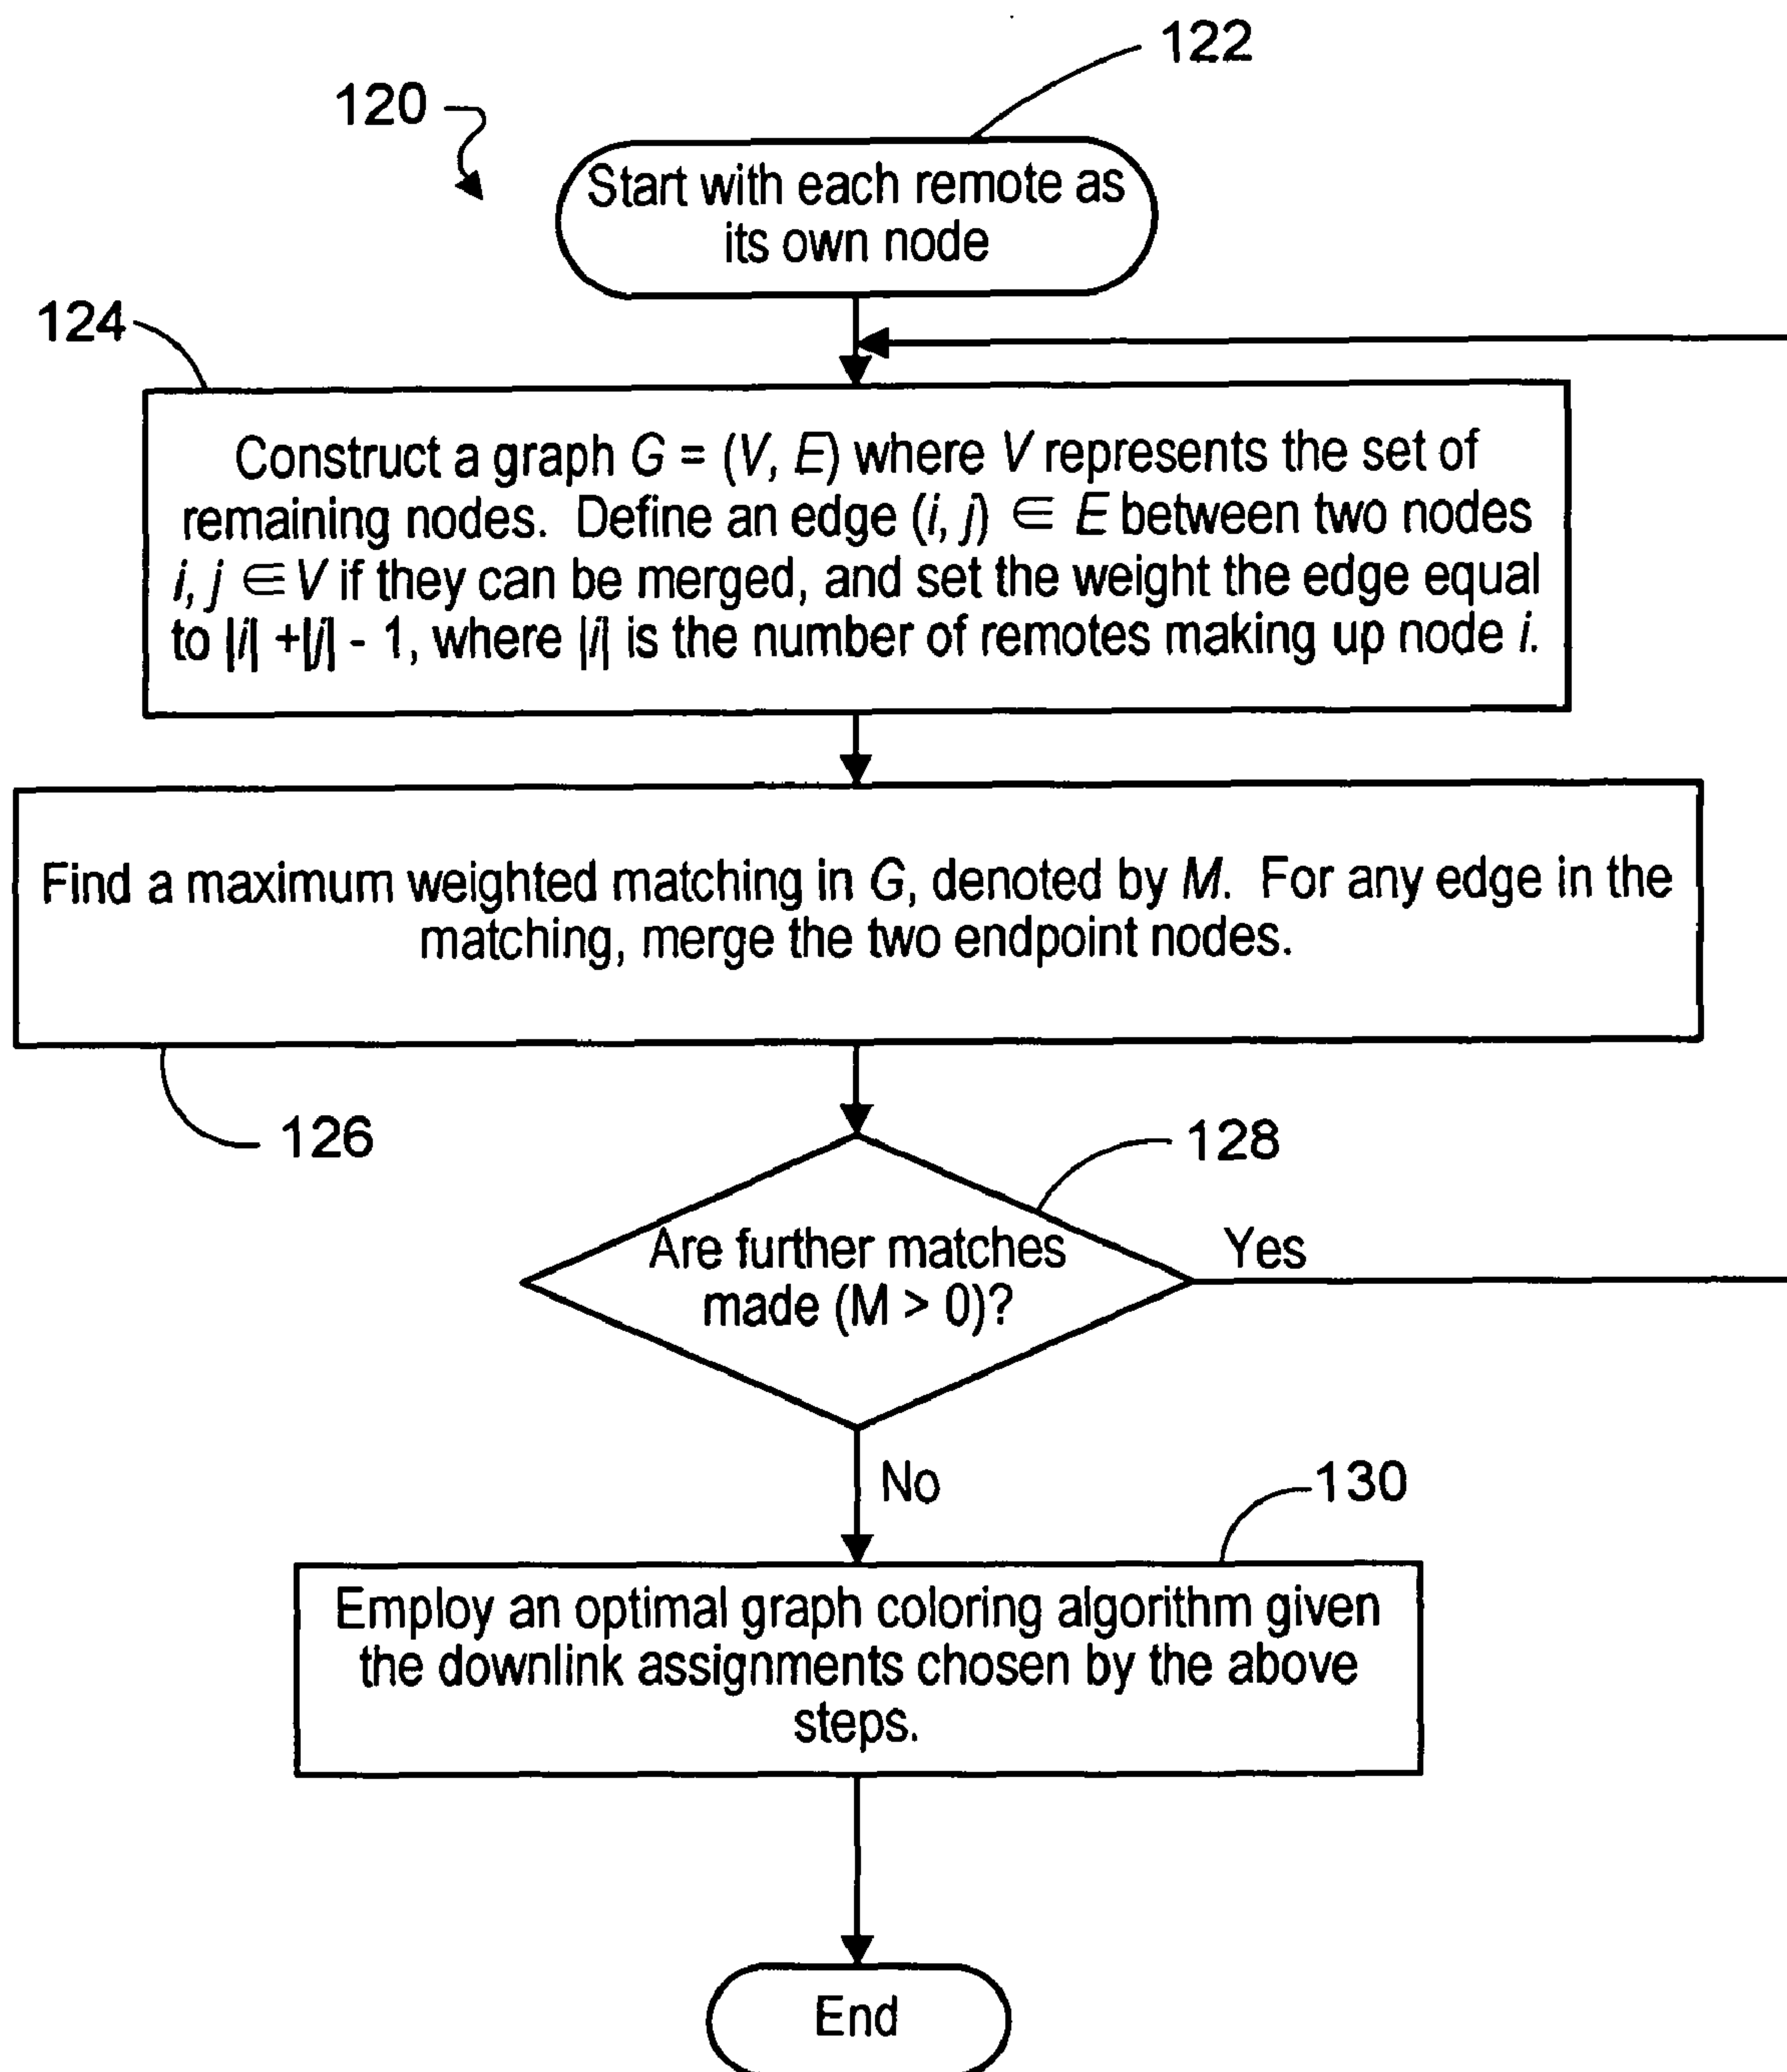 122
120
Start with each remote as
its own node
124
Construct a graph G = (V, E) where V represents the set of
remaining nodes. Define an edge (i, j) ∈ E between two nodes
i, j ∈ V if they can be merged, and set the weight the edge equal
to |i| +|j| - 1, where |i| is the number of remotes making up node i.
Find a maximum weighted matching in G, denoted by M. For any edge in the
matching, merge the two endpoint nodes.
126
128
Are further matches
made (M > 0)?
Yes
No
130
Employ an optimal graph coloring algorithm given
the downlink assignments chosen by the above
steps.
End